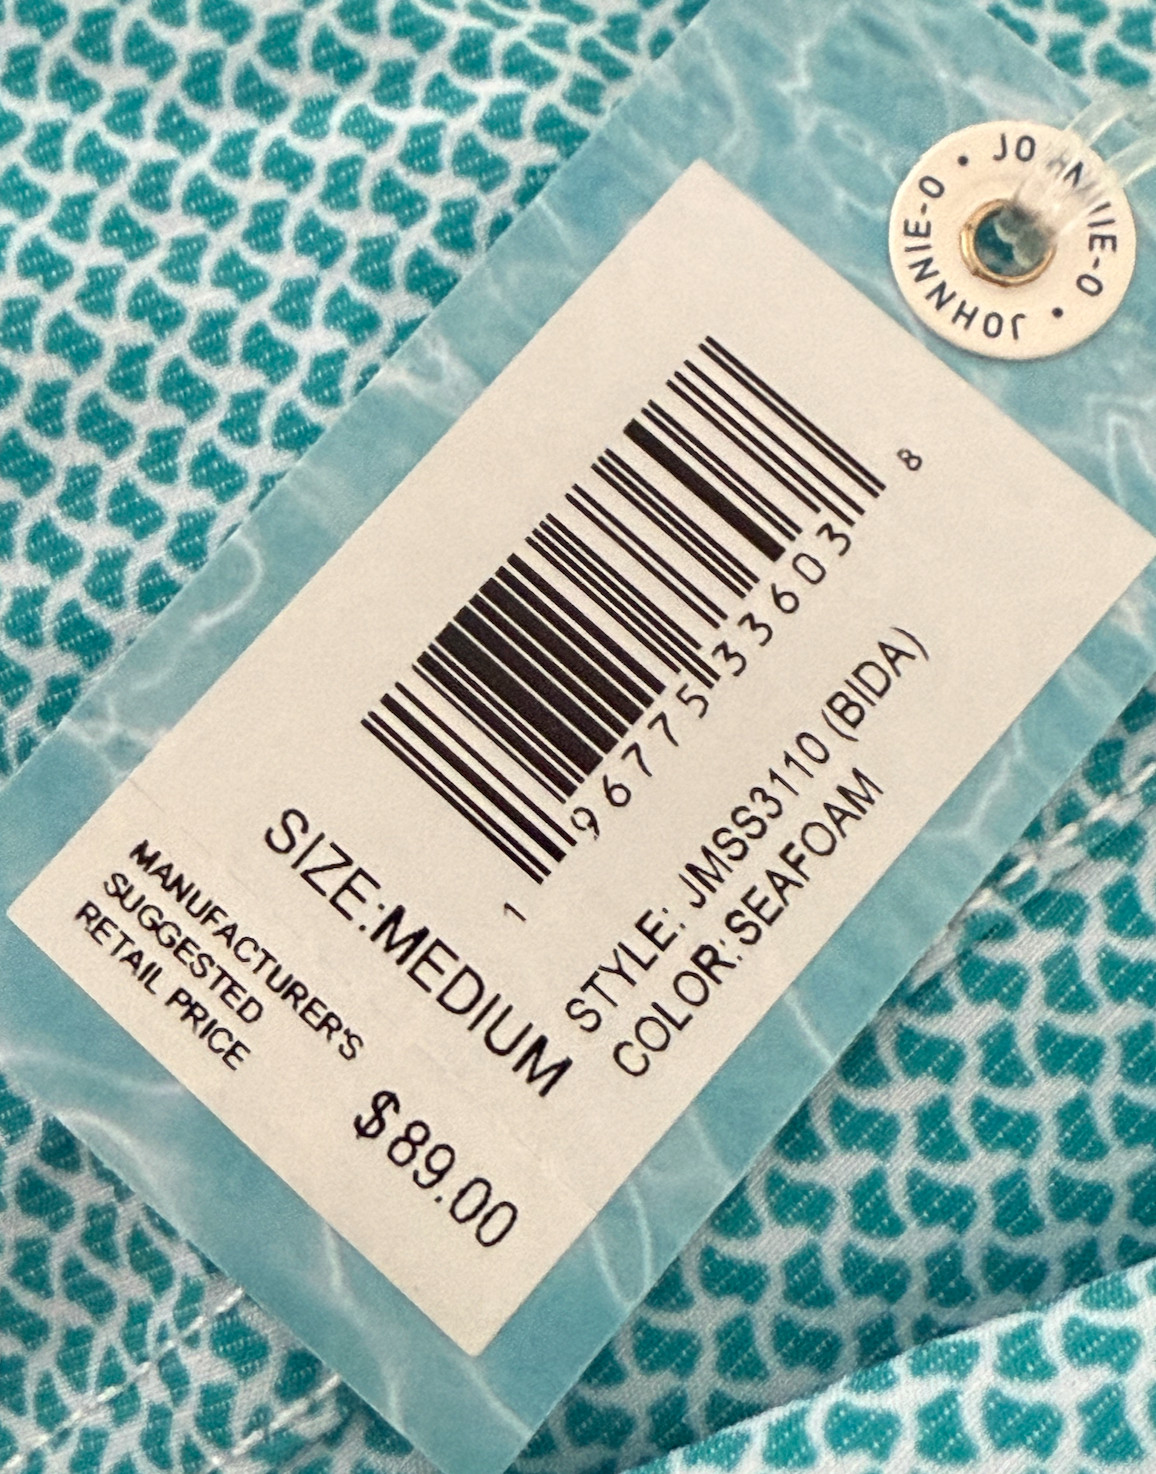 JOHNNIE-O • JOHNNIE-O •
1 96775 33603 8
STYLE: JMSS3110 (BIDA)
COLOR: SEAFOAM
SIZE:MEDIUM
MANUFACTURER'S
SUGGESTED
RETAIL PRICE
$89.00